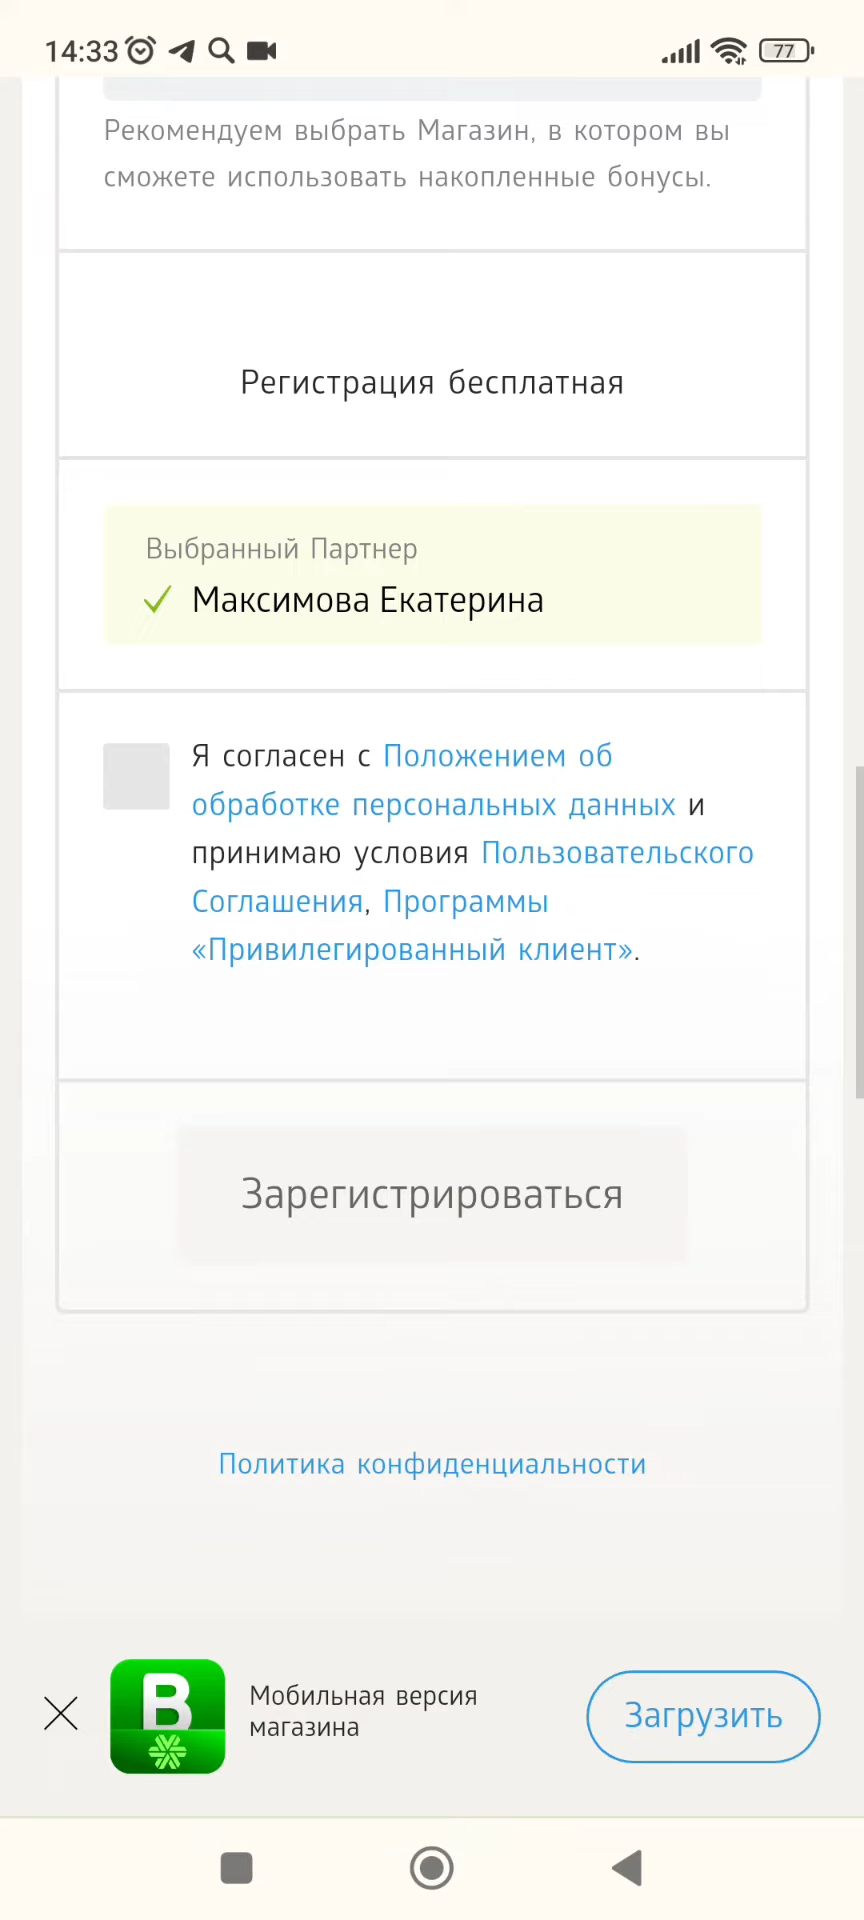 14:33
77
Рекомендуем выбрать Магазин, в котором вы
сможете использовать накопленные бонусы.
Регистрация бесплатная
Выбранный Партнер
Максимова Екатерина
Я согласен с Положением об
обработке персональных данных и
принимаю условия Пользовательского
Соглашения, Программы
«Привилегированный клиент».
Зарегистрироваться
Политика конфиденциальности
В
Мобильная версия
магазина
Загрузить